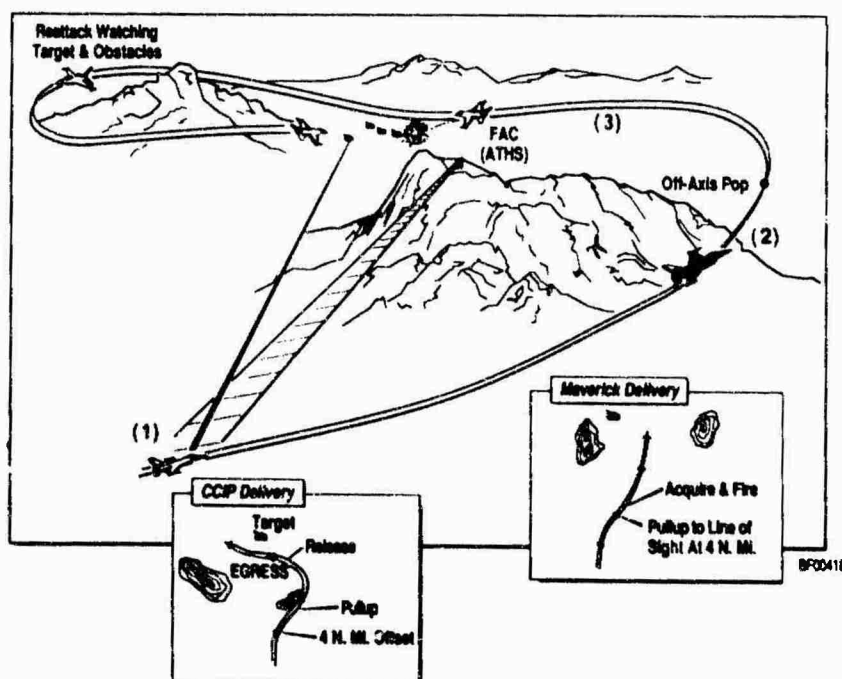 Reattack Watching
Target & Obstacles
FAC
(ATHS)
(3)
Off-Axis Pop
(2)
(1)
Maverick Delivery
Acquire & Fire
Pullup to Line of
Sight At 4 N. Mi.
BF00418
CCIP Delivery
Target
Release
EGRESS
Pullup
4 N. Mi. Offset